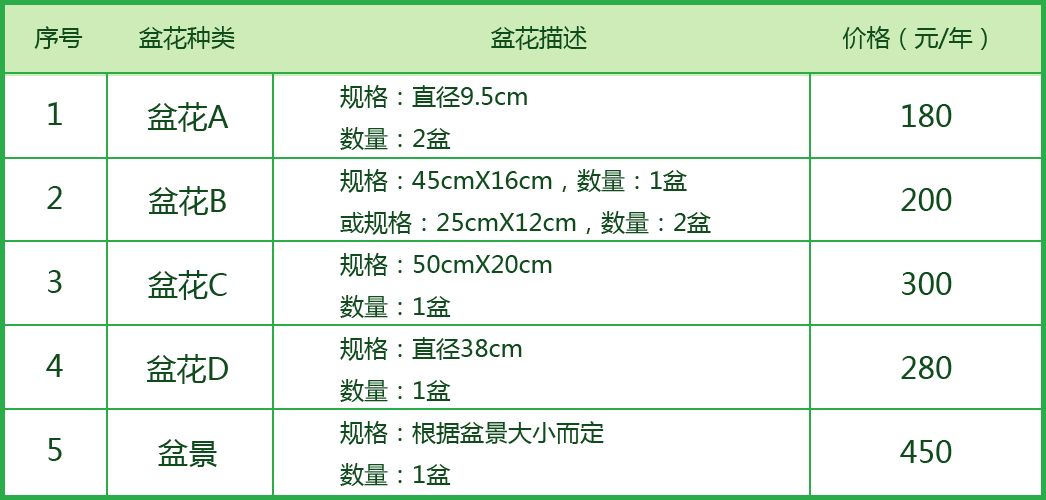 序号 盆花种类 盆花描述 价格（元/年）
1 盆花A 规格：直径9.5cm 180
数量：2盆
2 盆花B 规格：45cmX16cm，数量：1盆 200
或规格：25cmX12cm，数量：2盆
3 盆花C 规格：50cmX20cm 300
数量：1盆
4 盆花D 规格：直径38cm 280
数量：1盆
5 盆景 规格：根据盆景大小而定 450
数量：1盆